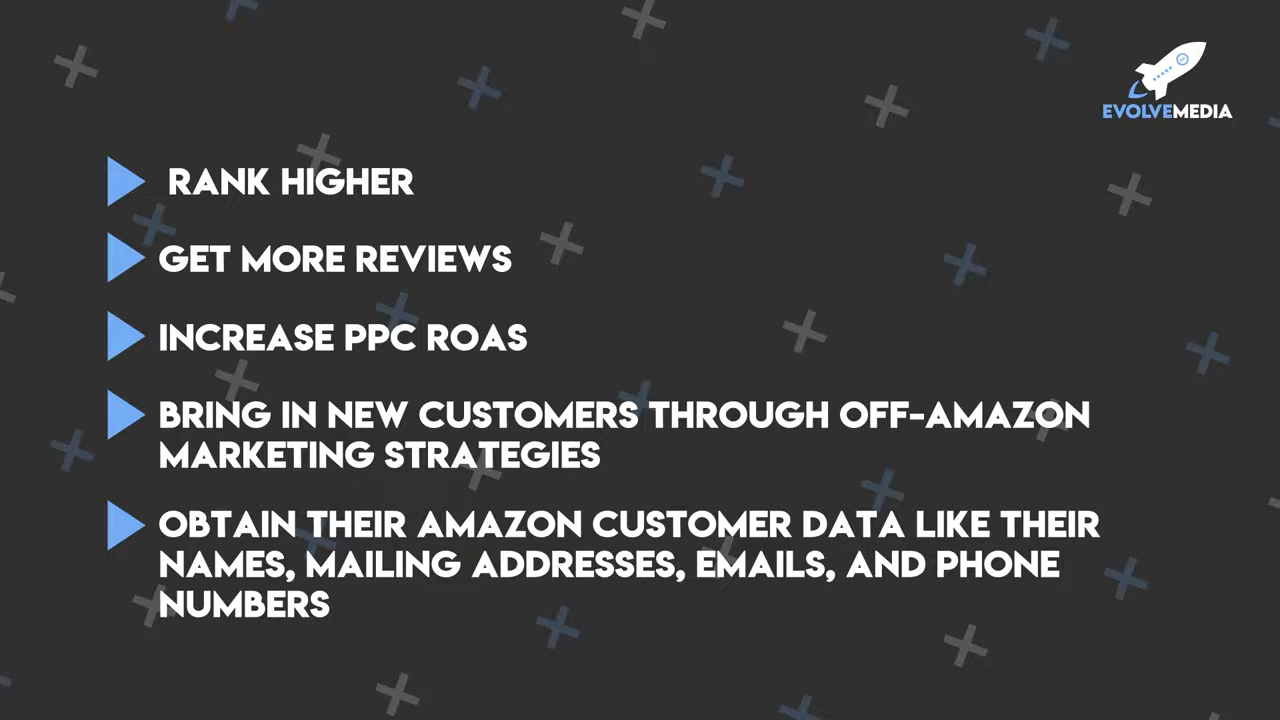 EVOLVEMEDIA
RANK HIGHER
GET MORE REVIEWS
INCREASE PPC ROAS
BRING IN NEW CUSTOMERS THROUGH OFF-AMAZON
MARKETING STRATEGIES
OBTAIN THEIR AMAZON CUSTOMER DATA LIKE THEIR
NAMES, MAILING ADDRESSES, EMAILS, AND PHONE
NUMBERS